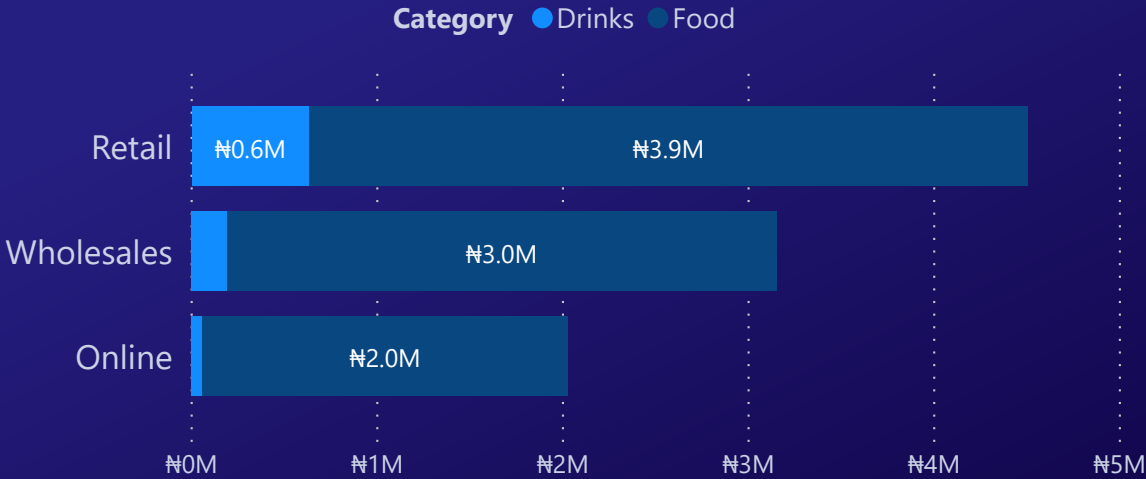 Category Drinks Food
Retail ₦0.6M ₦3.9M
Wholesales ₦3.0M
Online ₦2.0M
₦0M ₦1M ₦2M ₦3M ₦4M ₦5M